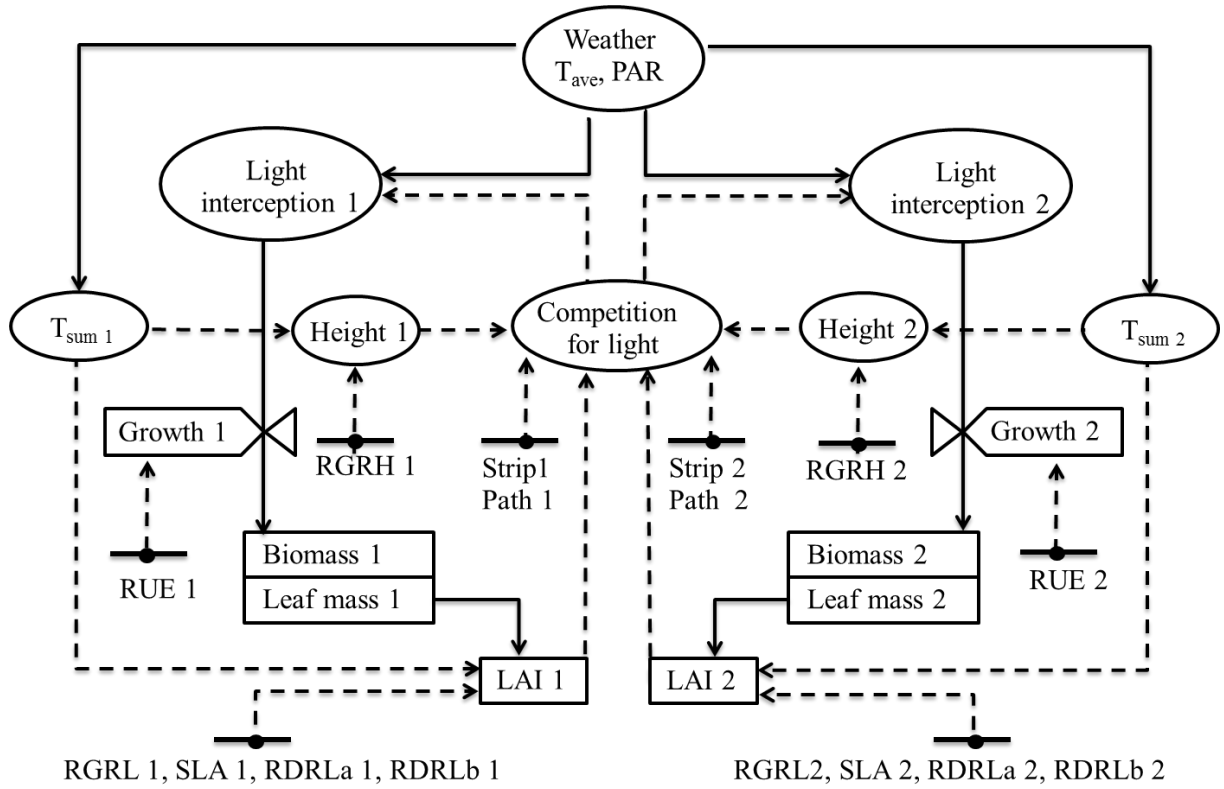 Weather
Tave, PAR
Light
interception 1
Light
interception 2
Tsum 1
Height 1
Competition
for light
Height 2
Tsum 2
Growth 1
Growth 2
RGRH 1
Strip1
Path 1
Strip 2
Path 2
RGRH 2
RUE 1
Biomass 1
Leaf mass 1
Biomass 2
Leaf mass 2
RUE 2
LAI 1
LAI 2
RGRL 1, SLA 1, RDRLa 1, RDRLb 1
RGRL2, SLA 2, RDRLa 2, RDRLb 2